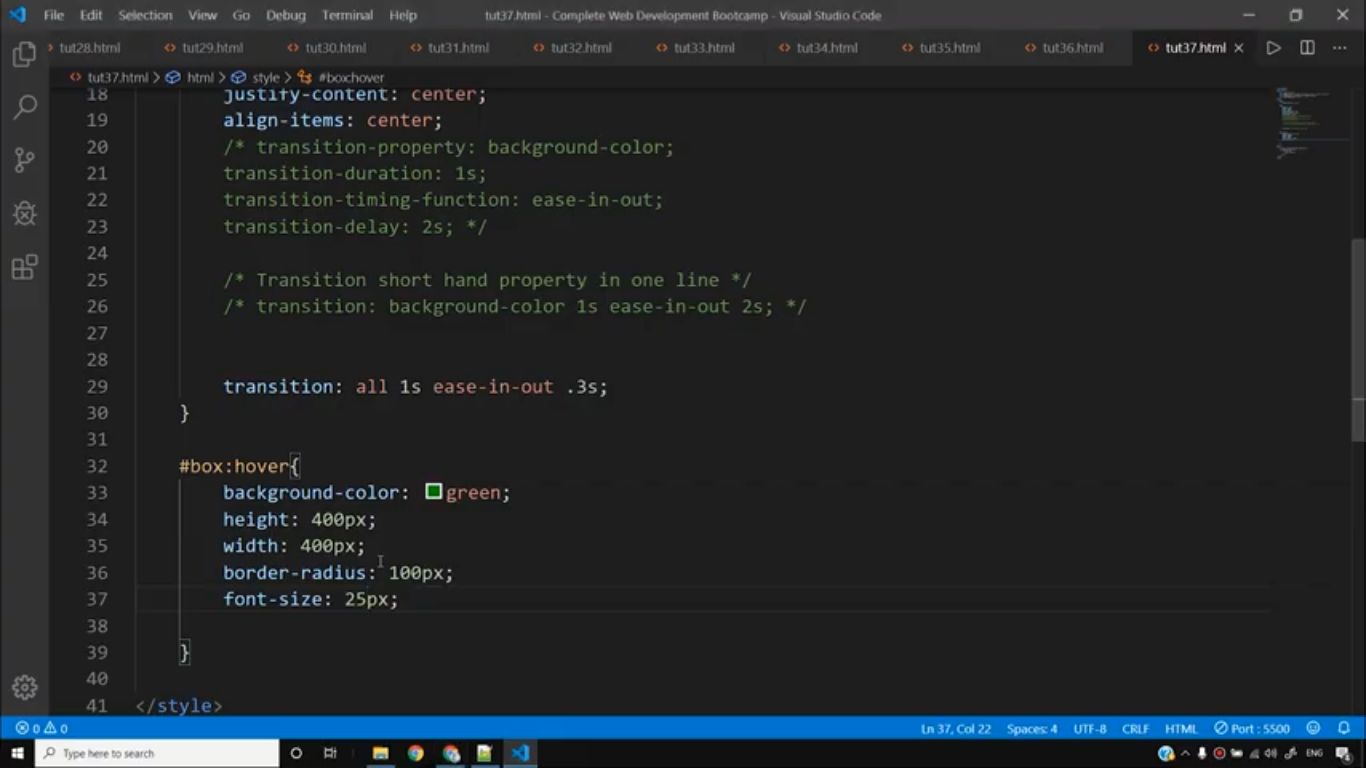 File Edit Selection View Go Debug Terminal Help tut37.html - Complete Web Development Bootcamp - Visual Studio Code
tut28.html tut29.html tut30.html tut31.html tut32.html tut33.html tut34.html tut35.html tut36.html tut37.html
tut37.html > html > style > #boxhover
18 justify-content: center;
19 align-items: center;
20 /* transition-property: background-color;
21 transition-duration: 1s;
22 transition-timing-function: ease-in-out;
23 transition-delay: 2s; */
24
25 /* Transition short hand property in one line */
26 /* transition: background-color 1s ease-in-out 2s; */
27
28
29 transition: all 1s ease-in-out .3s;
30 }
31
32 #box:hover{
33 background-color: green;
34 height: 400px;
35 width: 400px;
36 border-radius: 100px;
37 font-size: 25px;
38
39 }
40
41 </style>
0 0 Ln 37, Col 22 Spaces: 4 UTF-8 CRLF HTML Port : 5500
Type here to search ENG